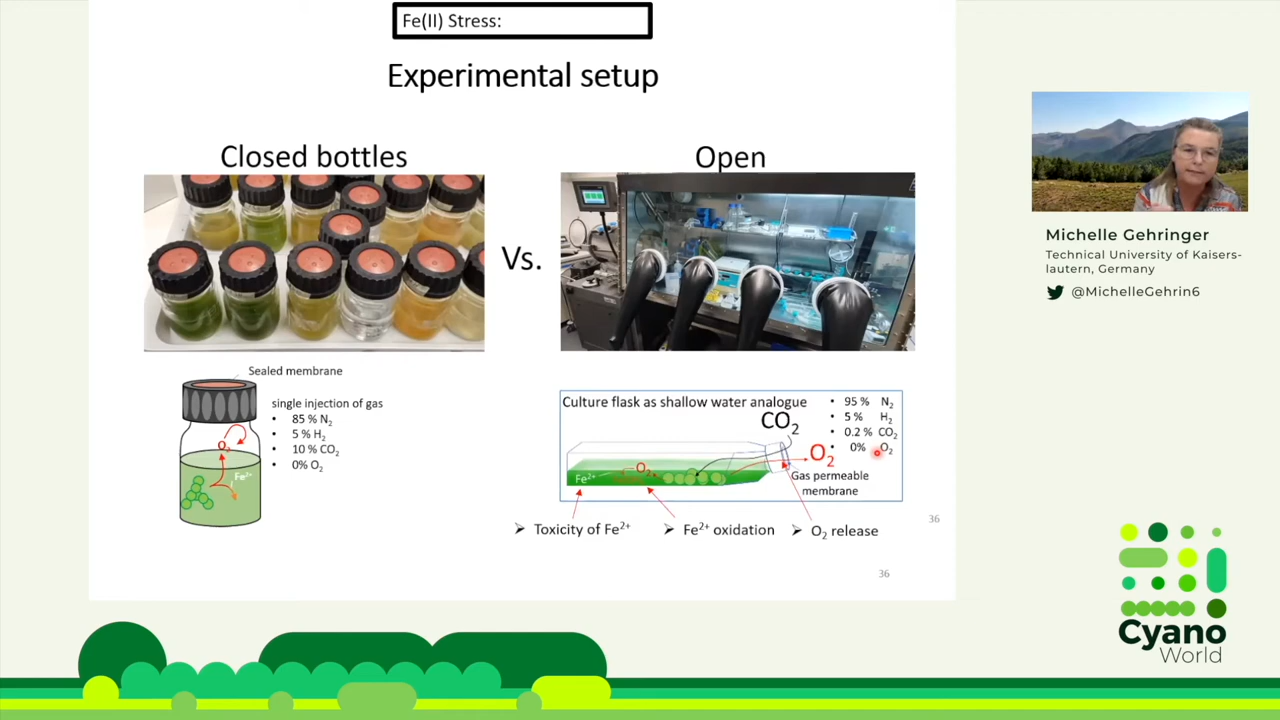 Fe(II) Stress:
Experimental setup
Closed bottles
Vs.
Open
Sealed membrane
single injection of gas
• 85 % N₂
• 5 % H₂
• 10 % CO₂
• 0% O₂
O₂
Fe²⁺
Culture flask as shallow water analogue
CO₂
• 95 % N₂
• 5 % H₂
• 0.2 % CO₂
• 0% O₂
O₂
O₂
Fe²⁺
Gas permeable
membrane
➢ Toxicity of Fe²⁺
➢ Fe²⁺ oxidation
➢ O₂ release
36
36
Michelle Gehringer
Technical University of Kaisers-
lautern, Germany
@MichelleGehrin6
Cyano
World